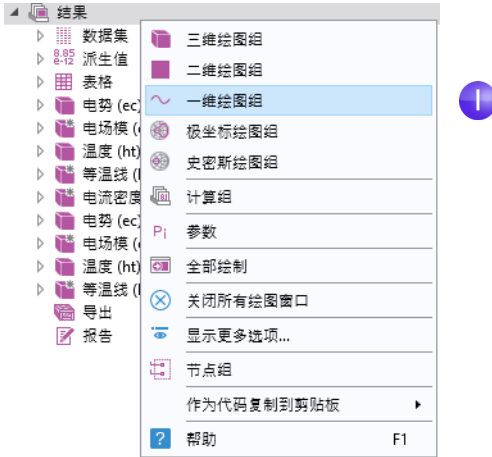 结果
数据集
8.85
e-12
派生值
表格
电势 (ec)
电场模 (
温度 (ht)
等温线 (
电流密度
电势 (ec)
电场模 (
温度 (ht)
等温线 (
导出
报告
三维绘图组
二维绘图组
一维绘图组
极坐标绘图组
史密斯绘图组
计算组
Pi 参数
全部绘制
关闭所有绘图窗口
显示更多选项...
节点组
作为代码复制到剪贴板
? 帮助 F1
I